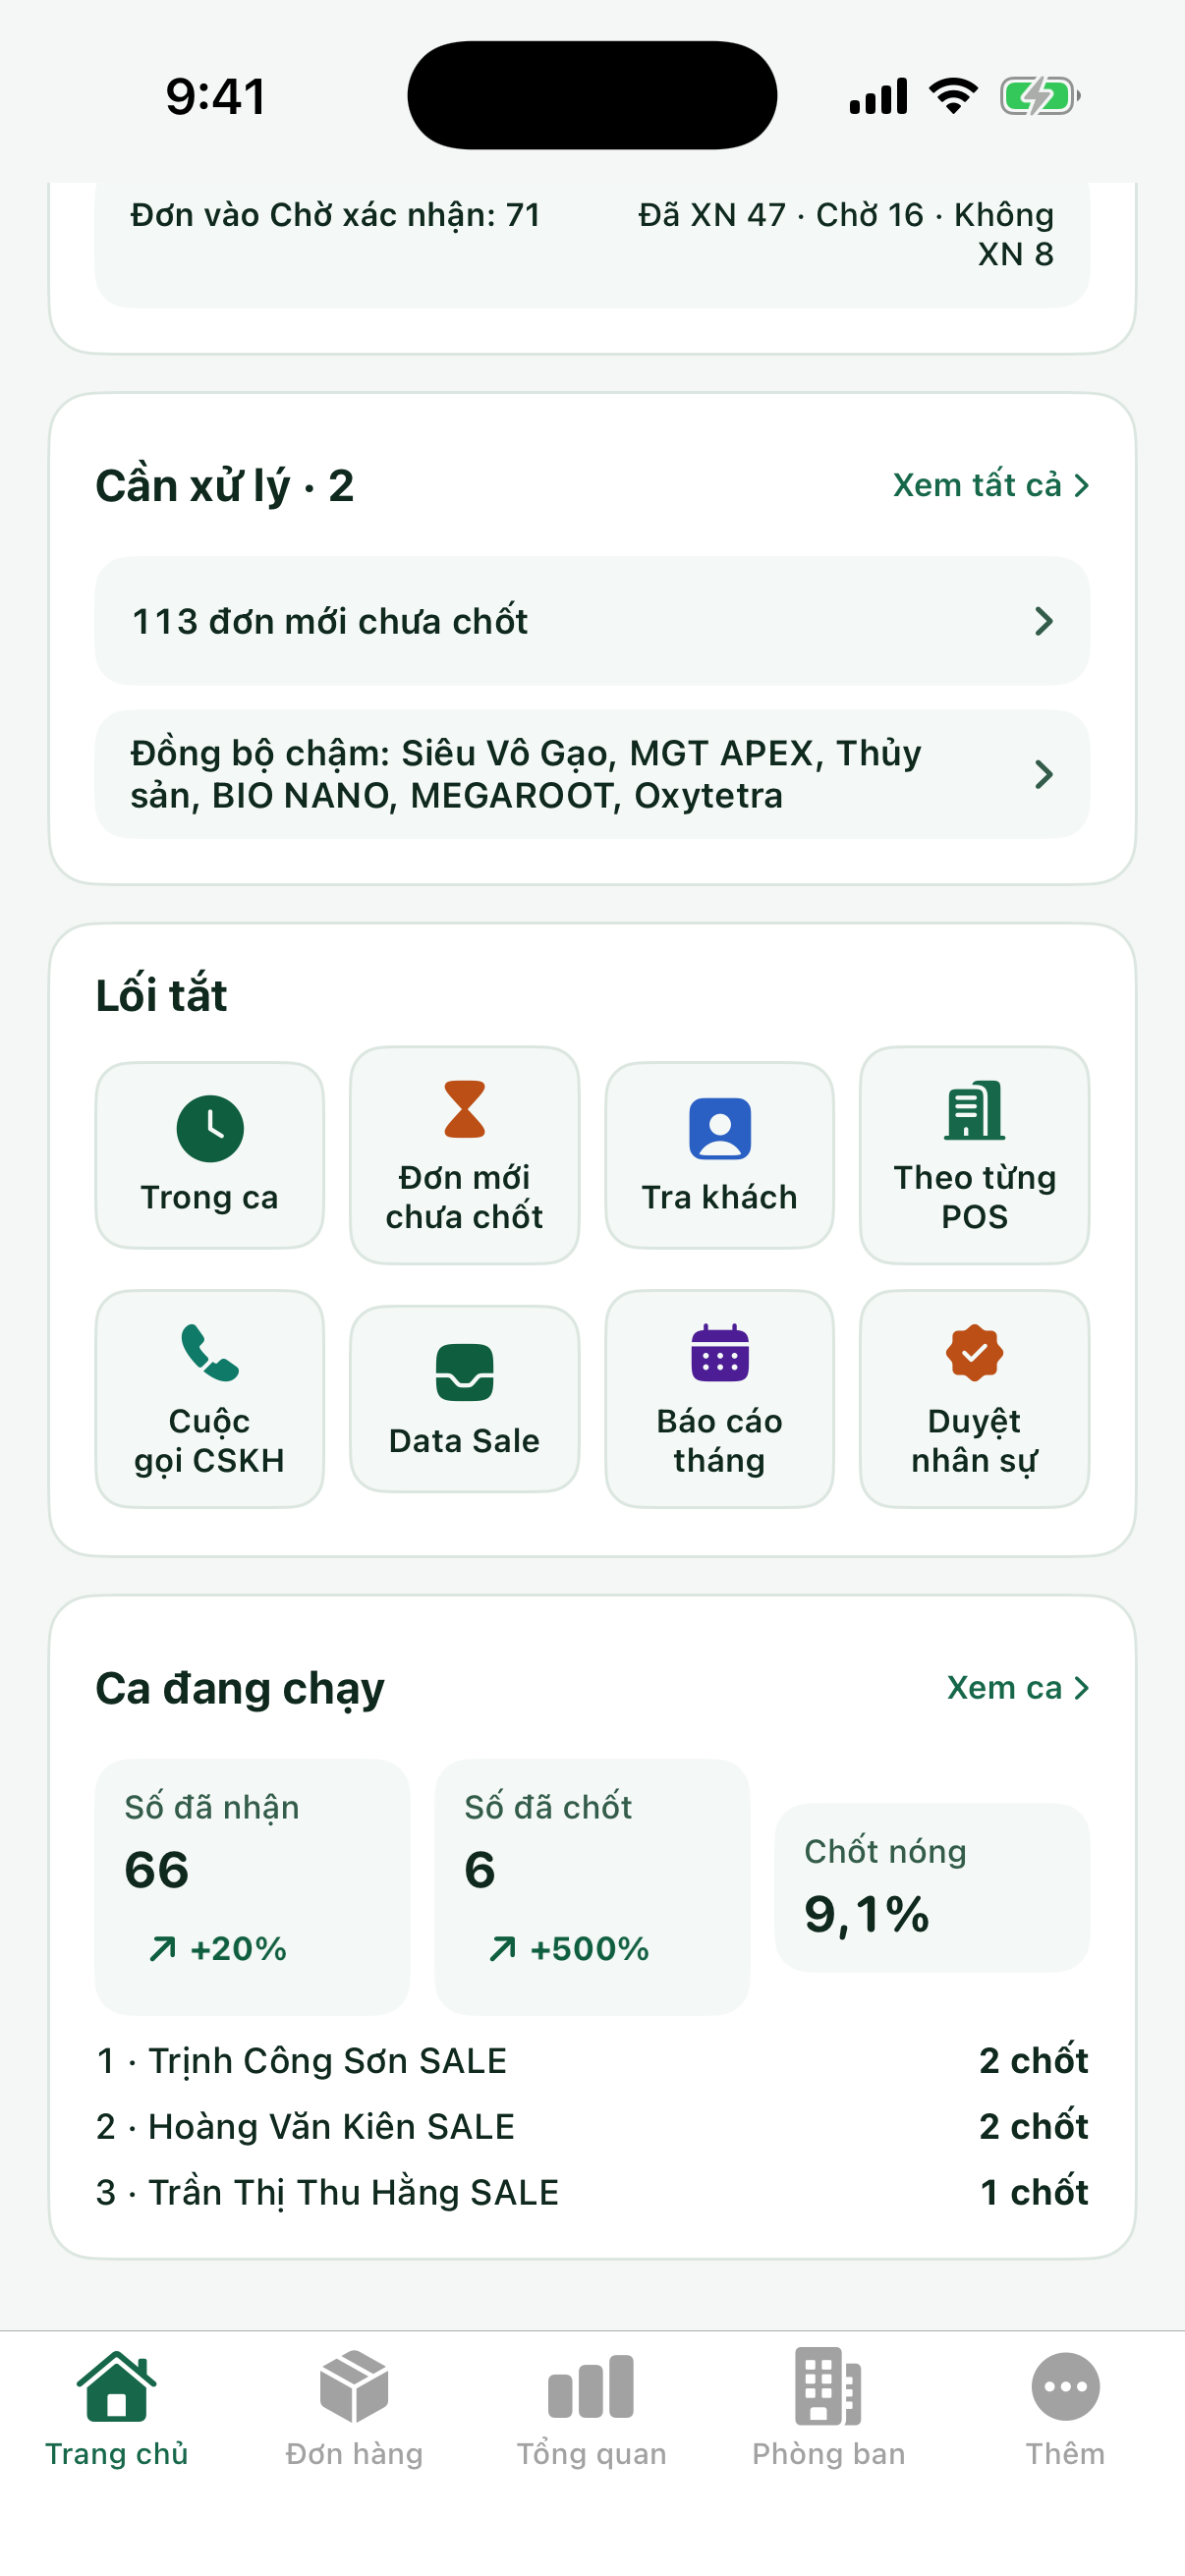 9:41
Đơn vào Chờ xác nhận: 71
Đã XN 47 · Chờ 16 · Không
XN 8
Cần xử lý · 2
Xem tất cả
113 đơn mới chưa chốt
Đồng bộ chậm: Siêu Vô Gạo, MGT APEX, Thủy
sản, BIO NANO, MEGAROOT, Oxytetra
Lối tắt
Trong ca
Đơn mới
chưa chốt
Tra khách
Theo từng
POS
Cuộc
gọi CSKH
Data Sale
Báo cáo
tháng
Duyệt
nhân sự
Ca đang chạy
Xem ca
Số đã nhận
66
+20%
Số đã chốt
6
+500%
Chốt nóng
9,1%
1 · Trịnh Công Sơn SALE
2 chốt
2 · Hoàng Văn Kiên SALE
2 chốt
3 · Trần Thị Thu Hằng SALE
1 chốt
Trang chủ
Đơn hàng
Tổng quan
Phòng ban
Thêm